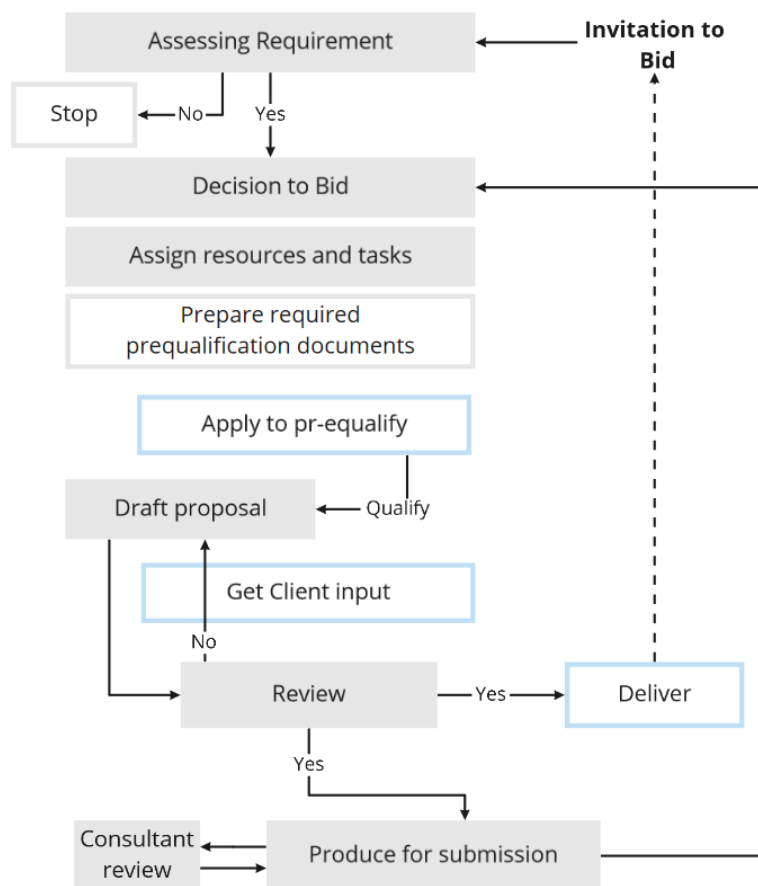 Assessing Requirement
Invitation to
Bid
Stop
No
Yes
Decision to Bid
Assign resources and tasks
Prepare required
prequalification documents
Apply to pr-equalify
Qualify
Draft proposal
Get Client input
No
Review
Yes
Deliver
Yes
Consultant
review
Produce for submission